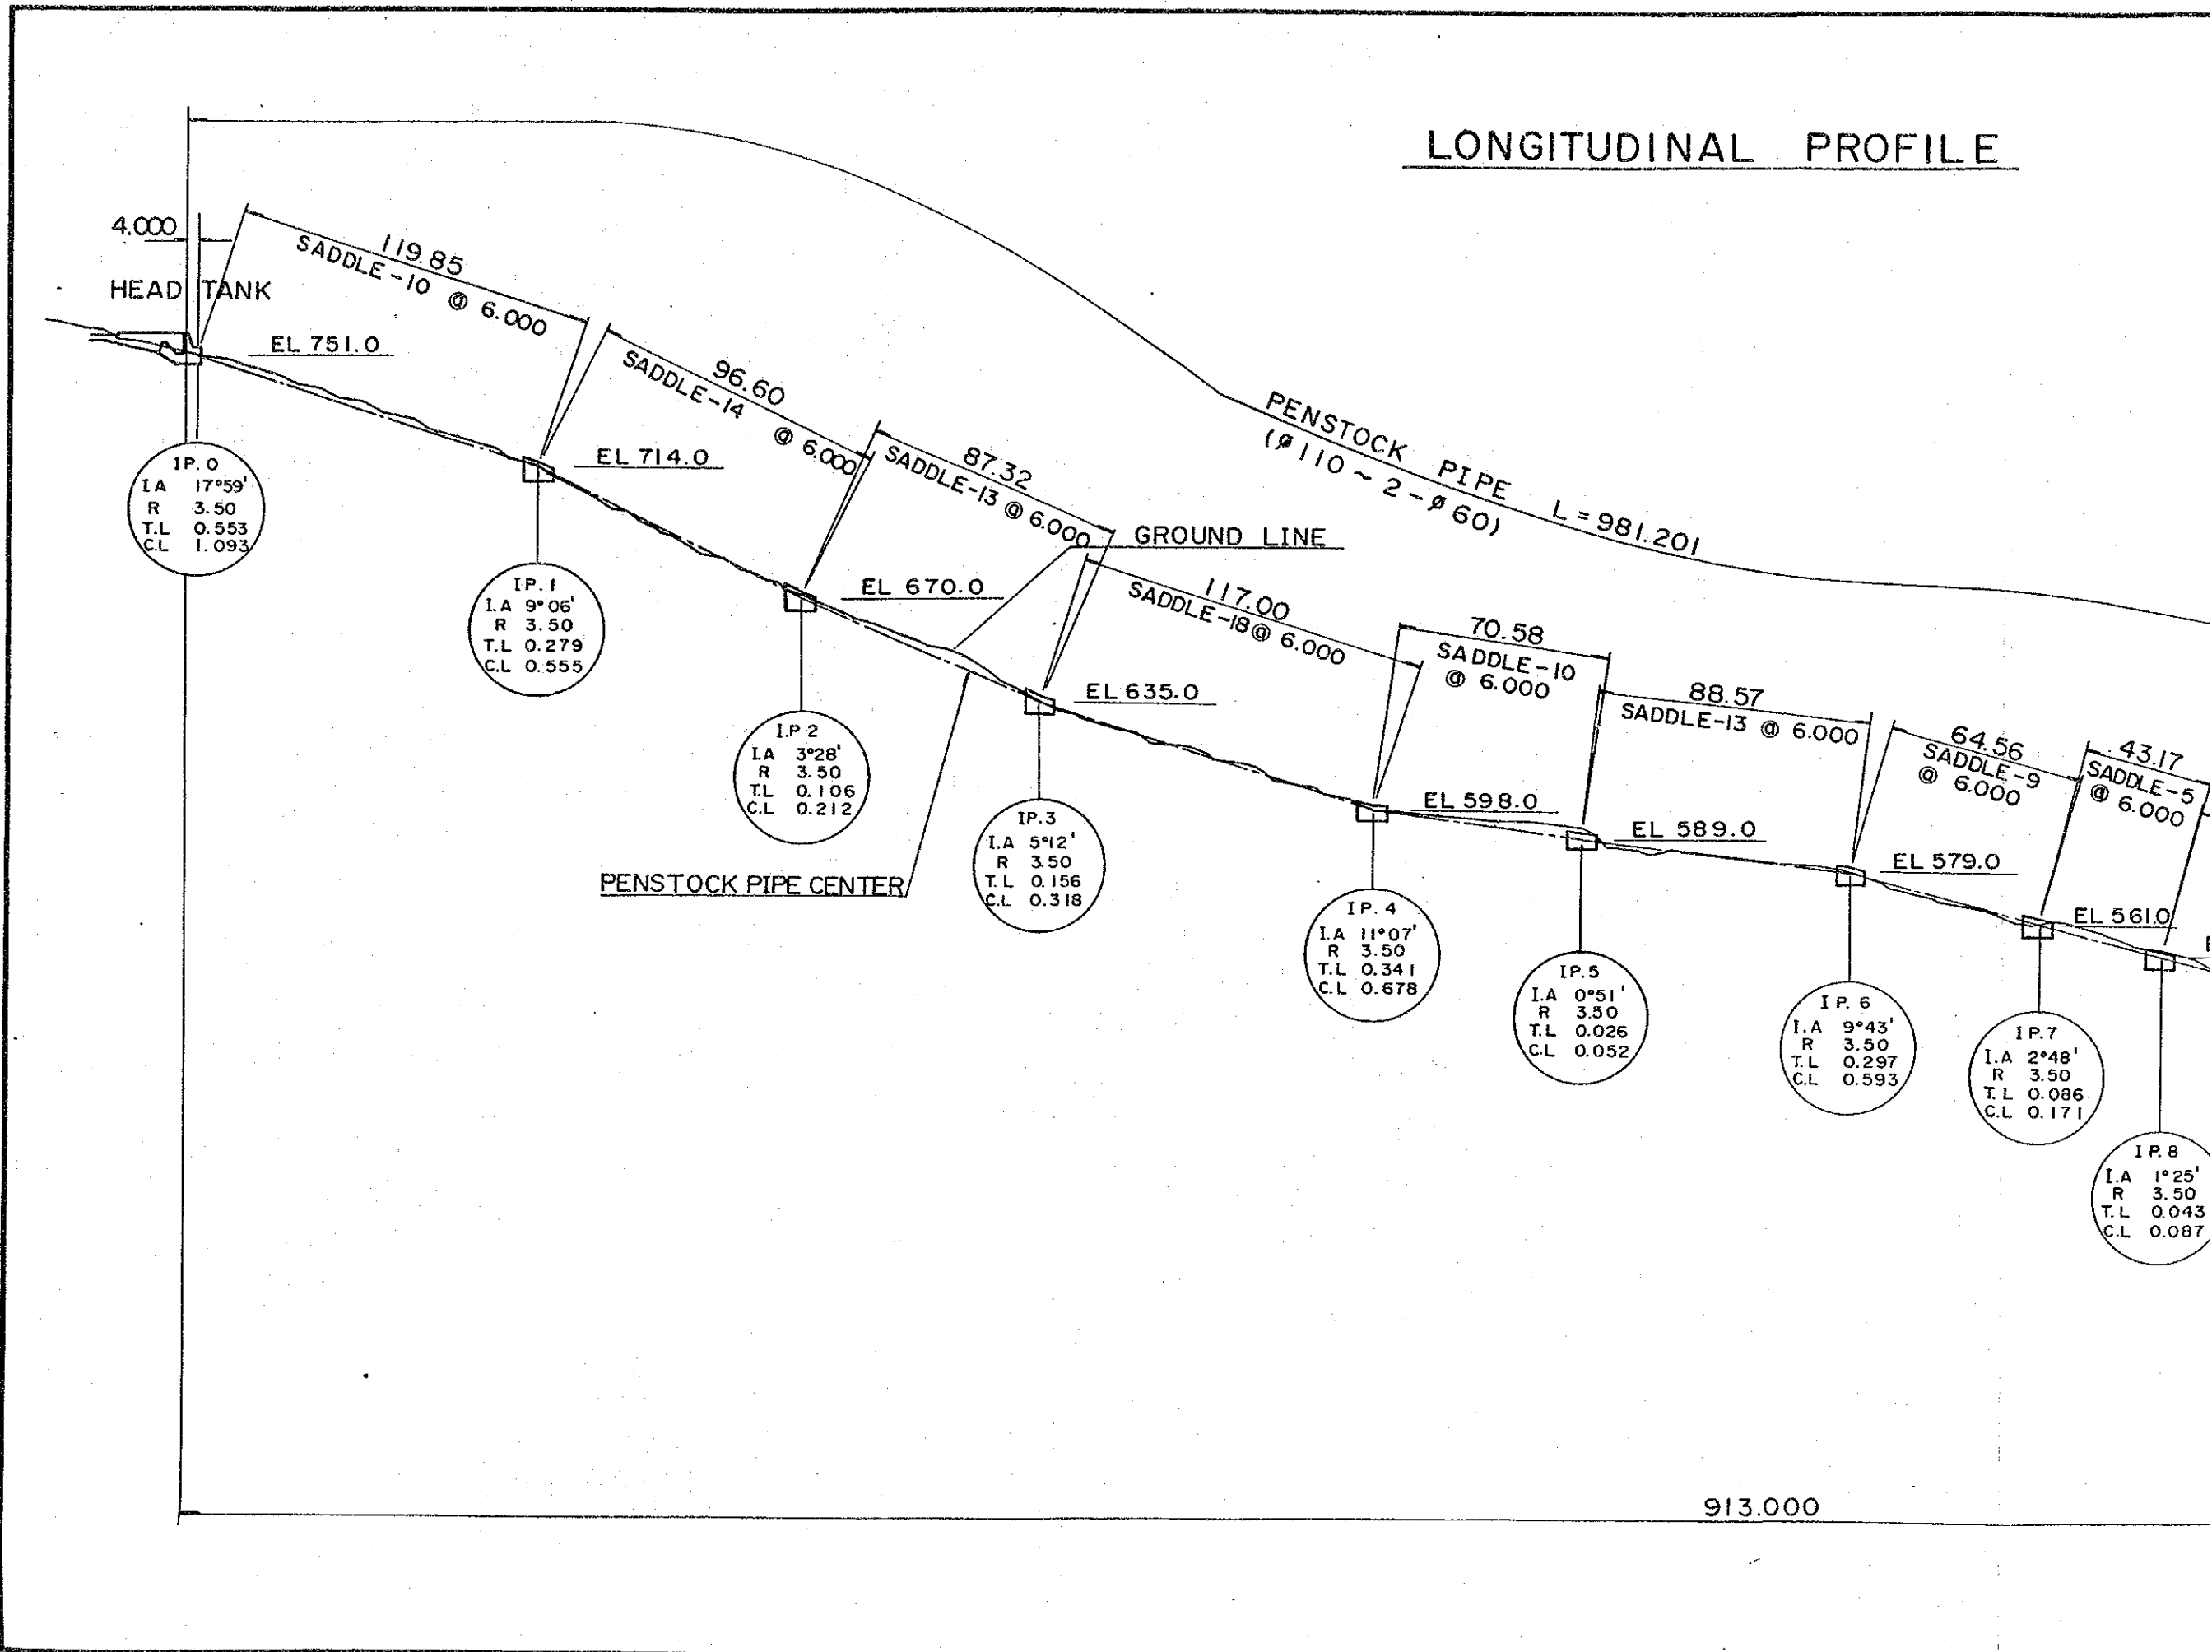 LONGITUDINAL PROFILE
4.000
HEAD TANK
119.85
SADDLE-10 @ 6.000
EL 751.0
96.60
SADDLE-14 @ 6.000
EL 714.0
87.32
SADDLE-13 @ 6.000
EL 670.0
GROUND LINE
PENSTOCK PIPE L=981.201
(ø110 ~ 2-ø60)
117.00
SADDLE-18@ 6.000
EL 635.0
70.58
SADDLE-10
@ 6.000
EL 598.0
88.57
SADDLE-13 @ 6.000
EL 589.0
64.56
SADDLE-9
@ 6.000
EL 579.0
43.17
SADDLE-5
@ 6.000
EL 561.0
PENSTOCK PIPE CENTER
IP.0
I.A 17°59'
R 3.50
T.L 0.553
C.L 1.093
IP.1
I.A 9°06'
R 3.50
T.L 0.279
C.L 0.555
I.P 2
I.A 3°28'
R 3.50
T.L 0.106
C.L 0.212
IP.3
I.A 5°12'
R 3.50
T.L 0.156
C.L 0.318
IP.4
I.A 11°07'
R 3.50
T.L 0.341
C.L 0.678
IP.5
I.A 0°51'
R 3.50
T.L 0.026
C.L 0.052
IP.6
I.A 9°43'
R 3.50
T.L 0.297
C.L 0.593
IP.7
I.A 2°48'
R 3.50
T.L 0.086
C.L 0.171
IP.8
I.A 1°25'
R 3.50
T.L 0.043
C.L 0.087
913.000